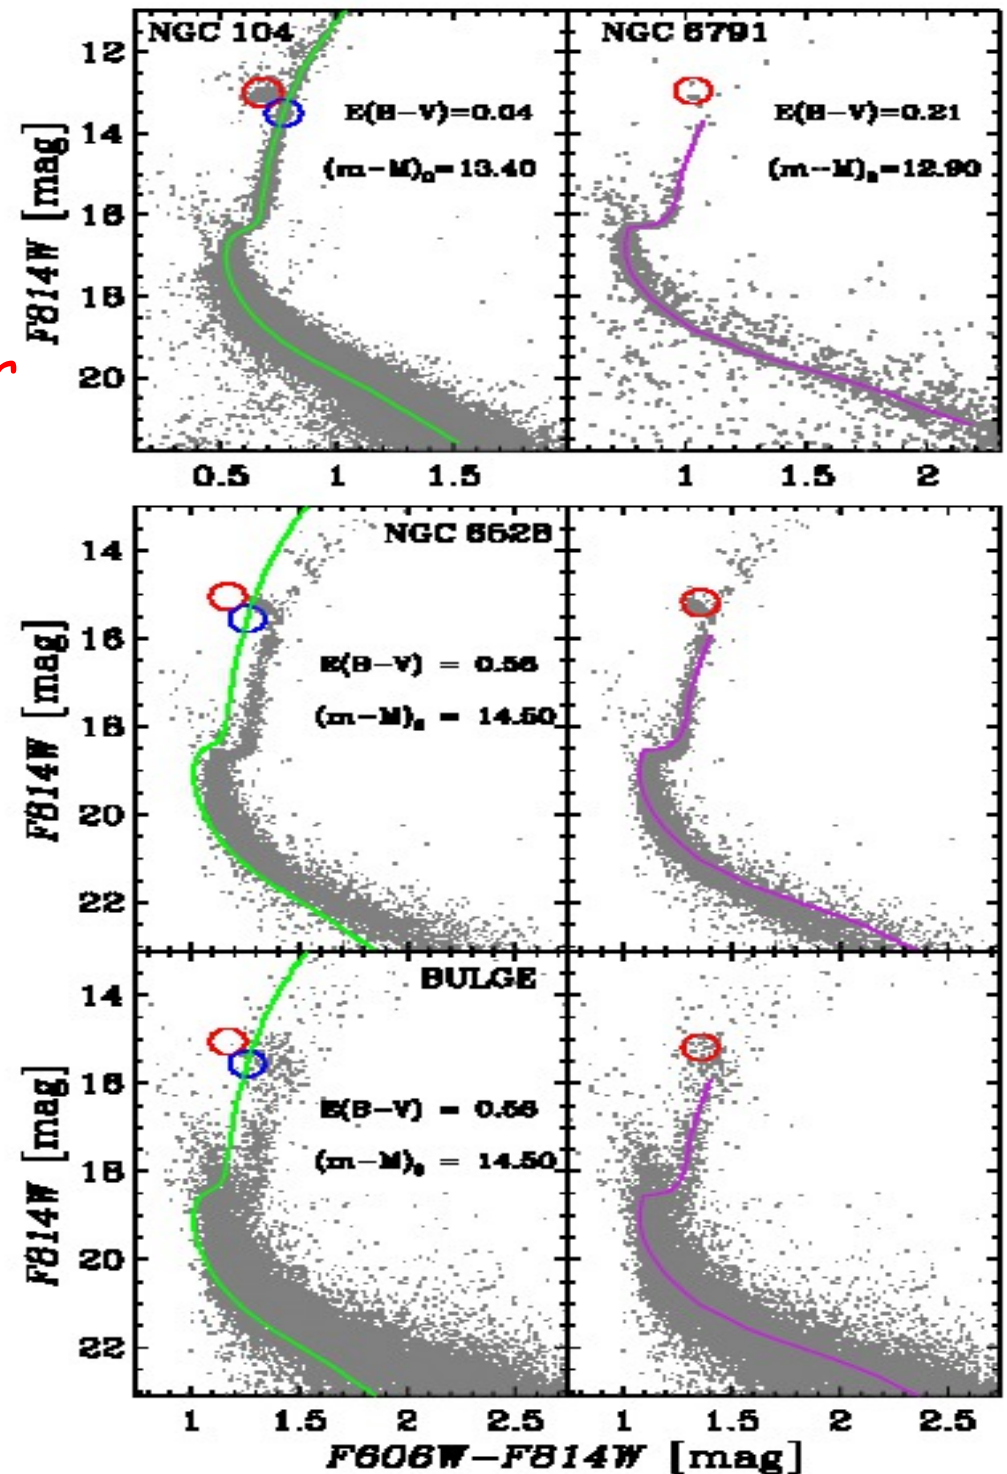 NGC 104
NGC 6791
E(B−V)=0.04
(m−M)₀=13.40
E(B−V)=0.21
(m−M)₀=12.90
F814W [mag]
12
14
16
18
20
0.5
1
1.5
1
1.5
2
NGC 6528
E(B−V) = 0.56
(m−M)₀ = 14.50
F814W [mag]
14
16
18
20
22
BULGE
E(B−V) = 0.56
(m−M)₀ = 14.50
F814W [mag]
14
16
18
20
22
1
1.5
2
2.5
1
1.5
2
2.5
F606W−F814W [mag]